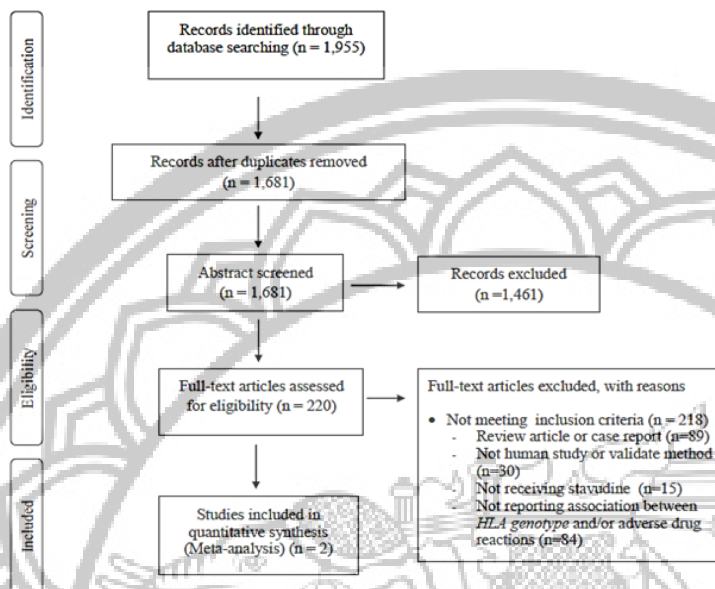 Identification
Records identified through
database searching (n = 1,955)
Records after duplicates removed
(n = 1,681)
Screening
Abstract screened
(n = 1,681)
Records excluded
(n =1,461)
Eligibility
Full-text articles assessed
for eligibility (n = 220)
Full-text articles excluded, with reasons
• Not meeting inclusion criteria (n = 218)
- Review article or case report (n=89)
- Not human study or validate method
(n=30)
- Not receiving stavudine (n=15)
- Not reporting association between
HLA genotype and/or adverse drug
reactions (n=84)
Included
Studies included in
quantitative synthesis
(Meta-analysis) (n = 2)